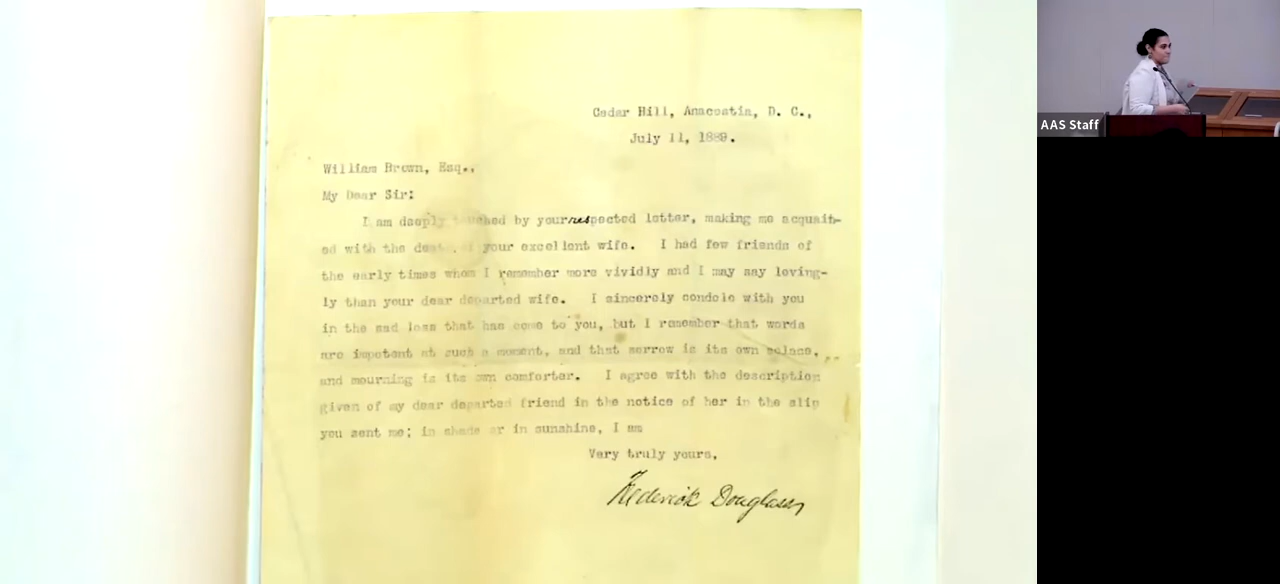 Cedar Hill, Anacostia, D. C.,
July 11, 1889.
William Brown, Esq.,
My Dear Sir:
I am deeply touched by your respected letter, making me acquait-
ed with the deat of your excellent wife. I had few friends of
the early times whom I remember more vividly and I may say loving-
ly than your dear departed wife. I sincerely condole with you
in the sad loss that has come to you, but I remember that words
are impotent at such a moment, and that sorrow is its own solace,
and mourning is its own comforter. I agree with the description
given of my dear departed friend in the notice of her in the slip
you sent me; in shade or in sunshine, I am
Very truly yours,
Frederick Douglass
AAS Staff